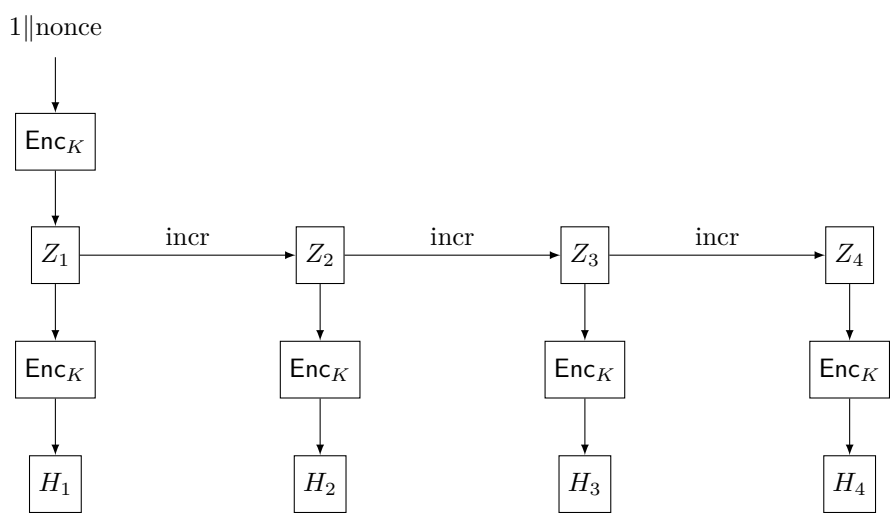 1∥nonce
Enc_K
Z_1 incr Z_2 incr Z_3 incr Z_4
Enc_K Enc_K Enc_K Enc_K
H_1 H_2 H_3 H_4